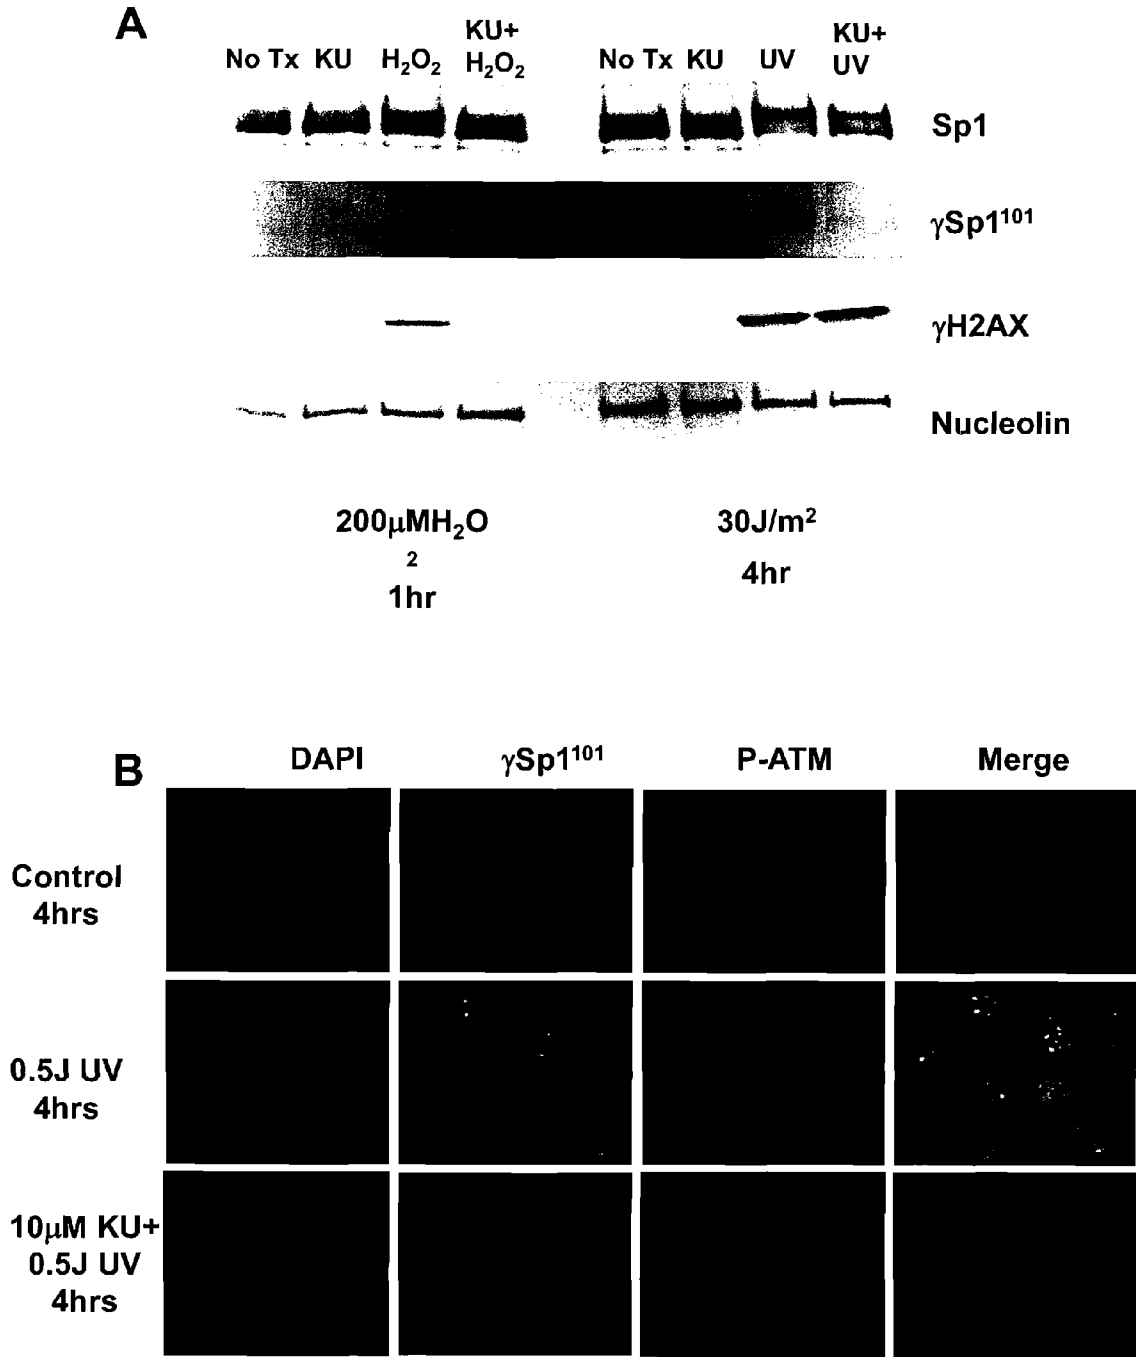 A
No Tx KU H₂O₂ KU+ H₂O₂ No Tx KU UV KU+ UV
Sp1
γSp1¹⁰¹
γH2AX
Nucleolin
200μMH₂O
2
1hr
30J/m²
4hr
B
DAPI γSp1¹⁰¹ P-ATM Merge
Control
4hrs
0.5J UV
4hrs
10μM KU+
0.5J UV
4hrs